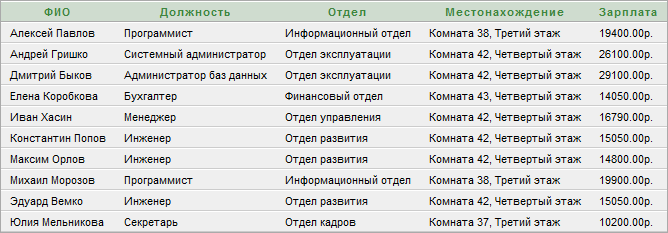 ФИО Должность Отдел Местонахождение Зарплата
Алексей Павлов Программист Информационный отдел Комната 38, Третий этаж 19400.00р.
Андрей Гришко Системный администратор Отдел эксплуатации Комната 42, Четвертый этаж 26100.00р.
Дмитрий Быков Администратор баз данных Отдел эксплуатации Комната 42, Четвертый этаж 29100.00р.
Елена Коробкова Бухгалтер Финансовый отдел Комната 43, Четвертый этаж 14050.00р.
Иван Хасин Менеджер Отдел управления Комната 42, Четвертый этаж 16790.00р.
Константин Попов Инженер Отдел развития Комната 42, Четвертый этаж 15050.00р.
Максим Орлов Инженер Отдел развития Комната 42, Четвертый этаж 14800.00р.
Михаил Морозов Программист Информационный отдел Комната 38, Третий этаж 19900.00р.
Эдуард Вемко Инженер Отдел развития Комната 42, Четвертый этаж 15050.00р.
Юлия Мельникова Секретарь Отдел кадров Комната 37, Третий этаж 10200.00р.